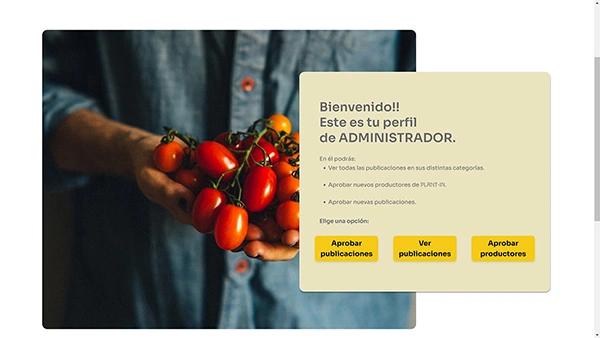 Bienvenido!!
Este es tu perfil
de ADMINISTRADOR.
En él podrás:
• Ver todas las publicaciones en sus distintas categorías.
• Aprobar nuevos productores de PLANT-IN.
• Aprobar nuevas publicaciones.
Elige una opción:
Aprobar publicaciones
Ver publicaciones
Aprobar productores